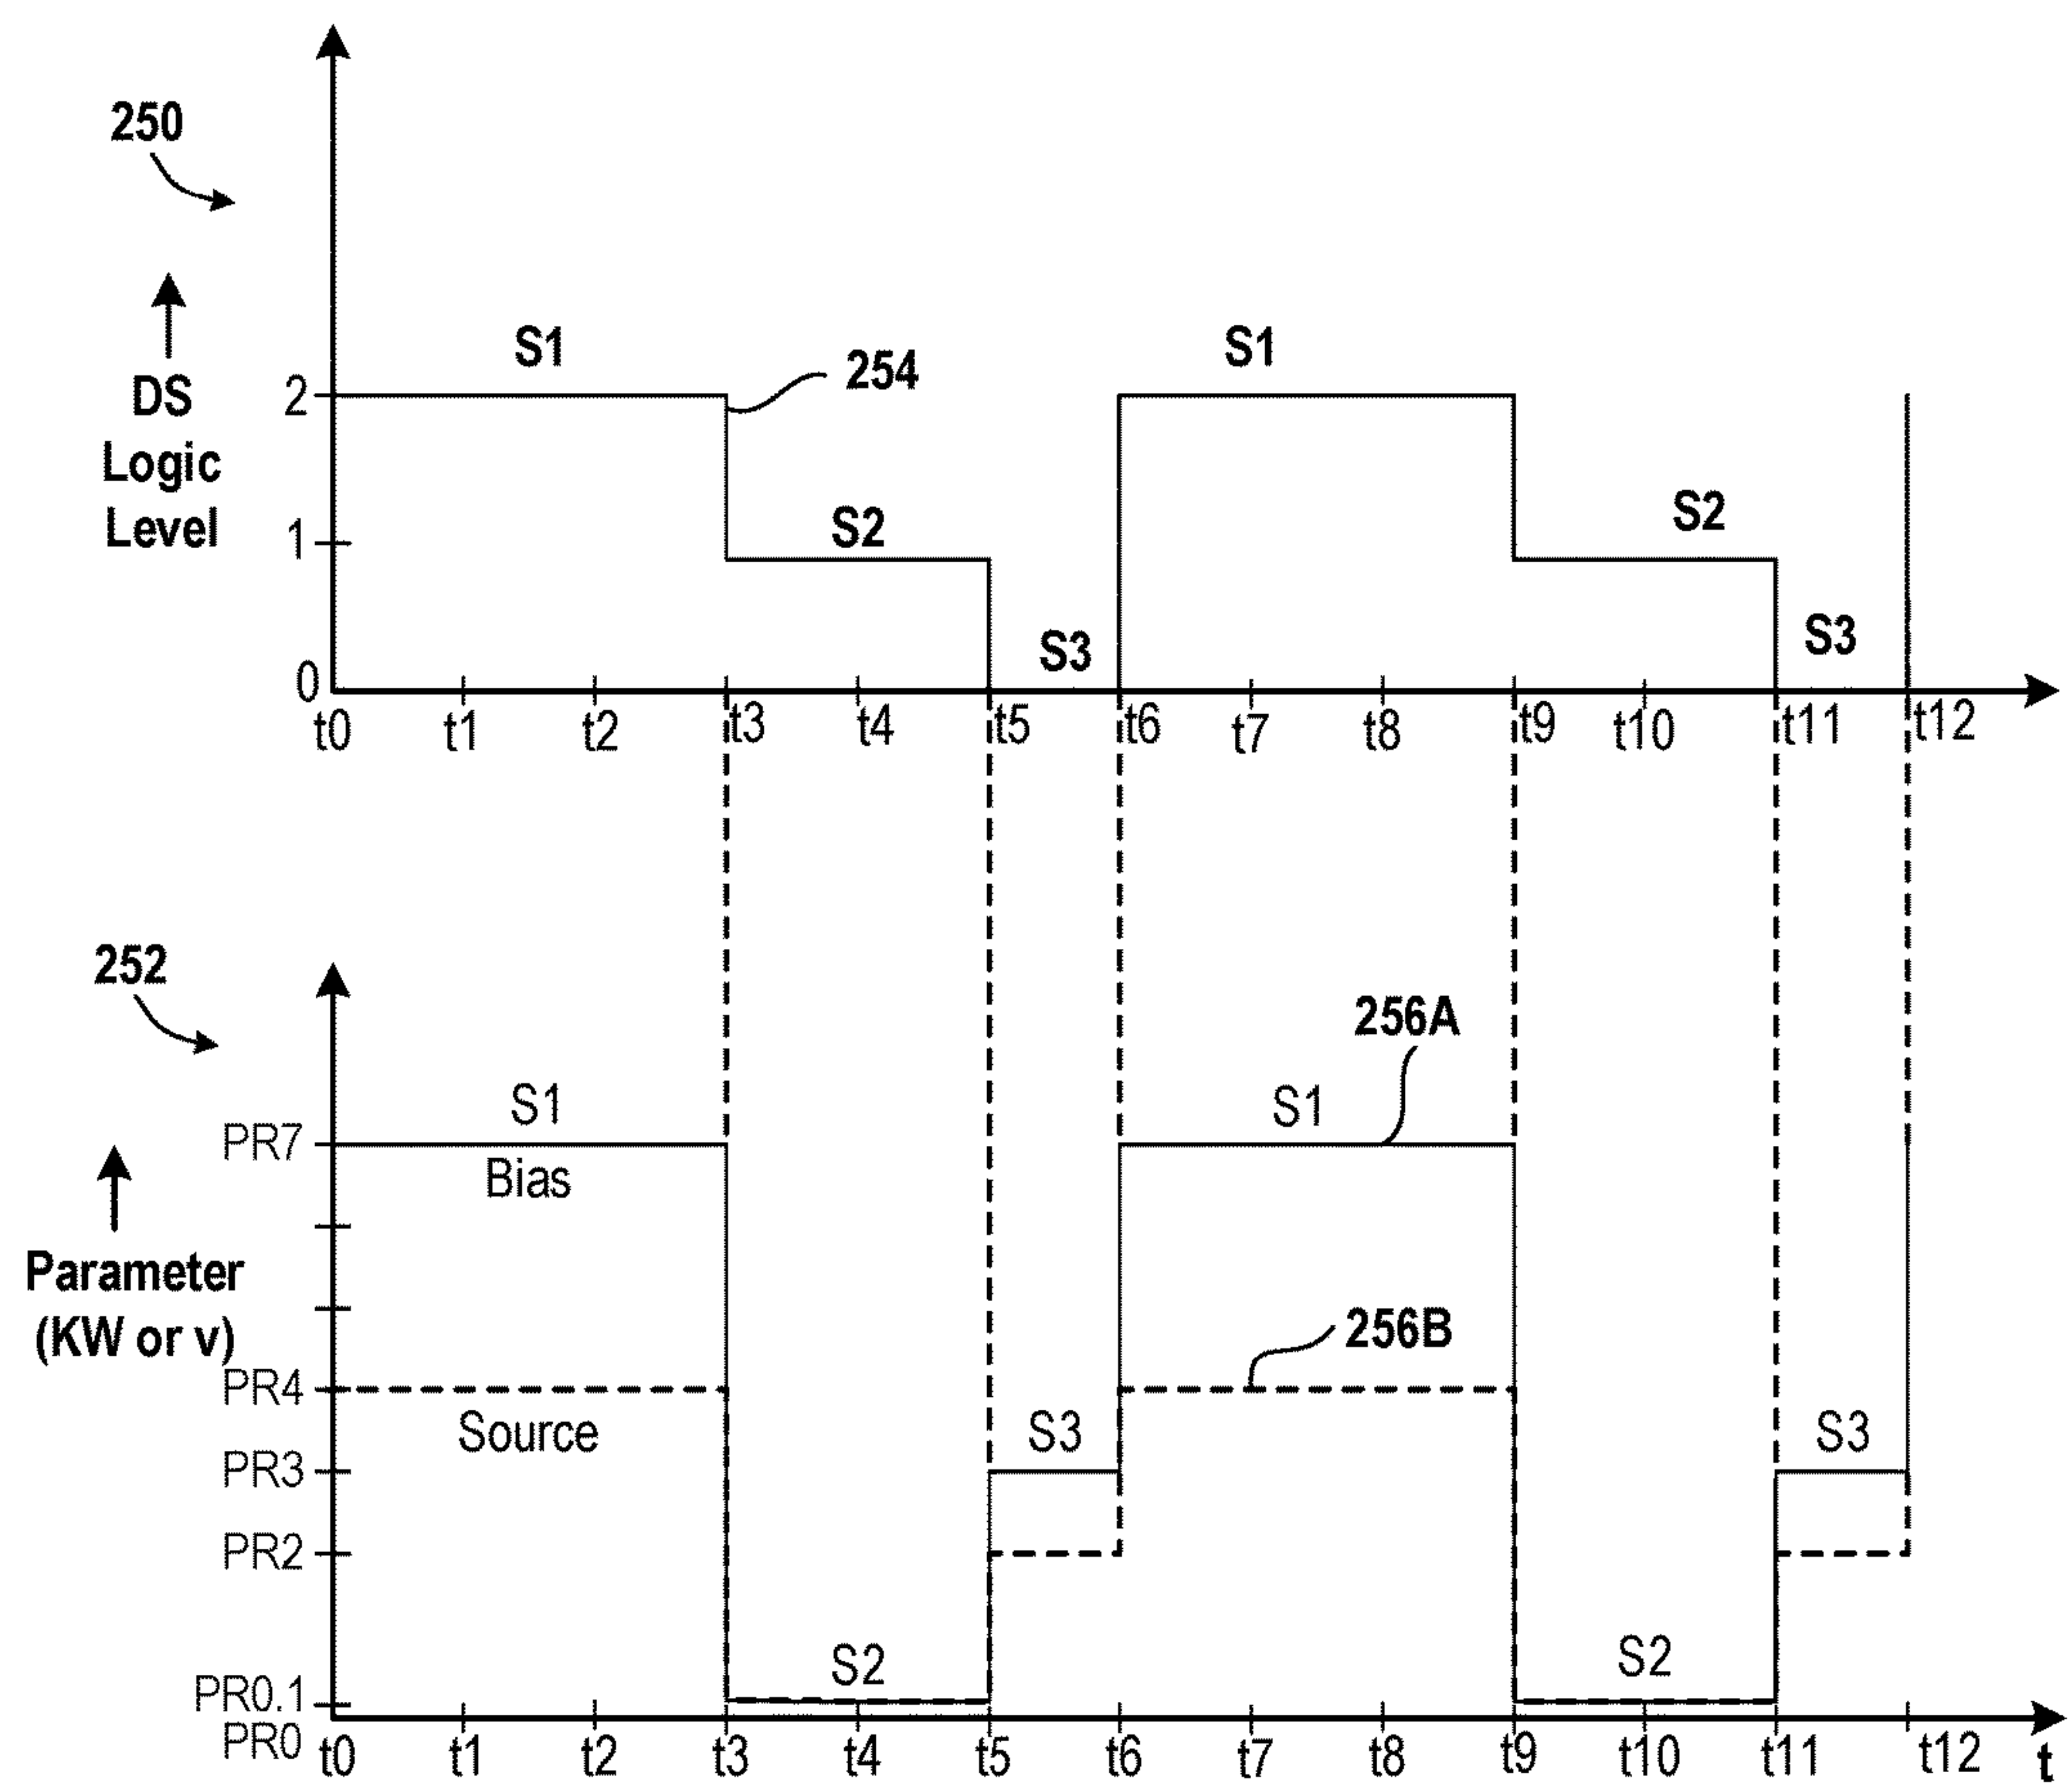 250
DS
Logic
Level
S1
254
S1
2
S2
S2
1
S3
S3
0
t0 t1 t2 t3 t4 t5 t6 t7 t8 t9 t10 t11 t12
252
256A
S1
S1
PR7
Bias
Parameter
(KW or v)
256B
PR4
Source
S3
S3
PR3
PR2
S2
S2
PR0.1
PR0
t0 t1 t2 t3 t4 t5 t6 t7 t8 t9 t10 t11 t12 t